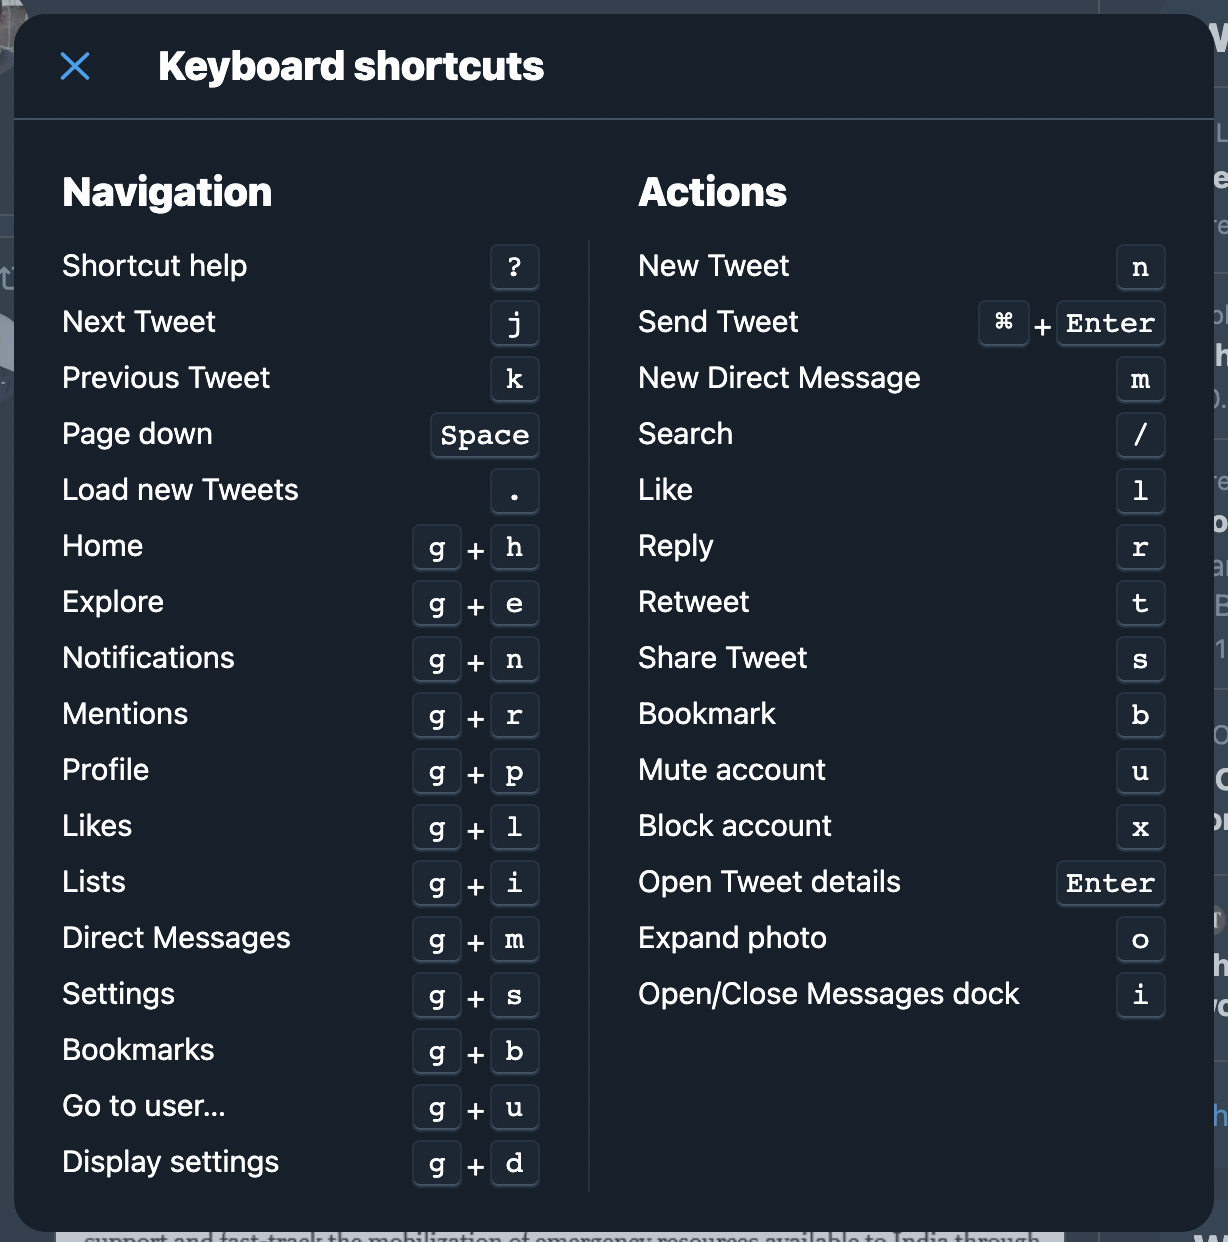 Keyboard shortcuts
Navigation
Shortcut help ?
Next Tweet j
Previous Tweet k
Page down Space
Load new Tweets .
Home g + h
Explore g + e
Notifications g + n
Mentions g + r
Profile g + p
Likes g + l
Lists g + i
Direct Messages g + m
Settings g + s
Bookmarks g + b
Go to user... g + u
Display settings g + d
Actions
New Tweet n
Send Tweet ⌘ + Enter
New Direct Message m
Search /
Like l
Reply r
Retweet t
Share Tweet s
Bookmark b
Mute account u
Block account x
Open Tweet details Enter
Expand photo o
Open/Close Messages dock i
support and fast-track the mobilization of emergency resources available to India through